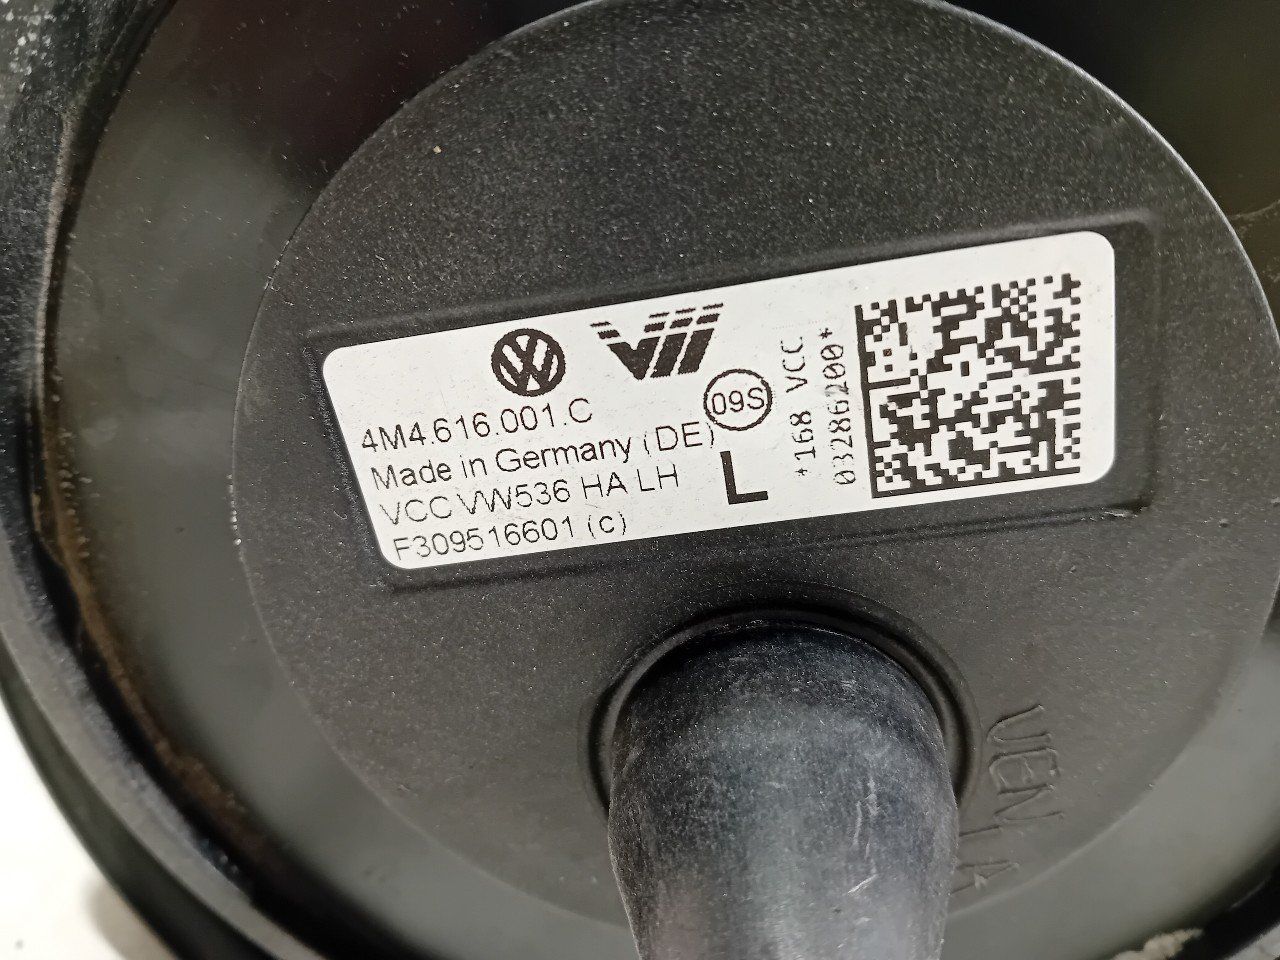 4M4.616.001.C
Made in Germany (DE)
VCC VW536 HA LH
F309516601 (c)
09S
L
*168 VCC
03286200*